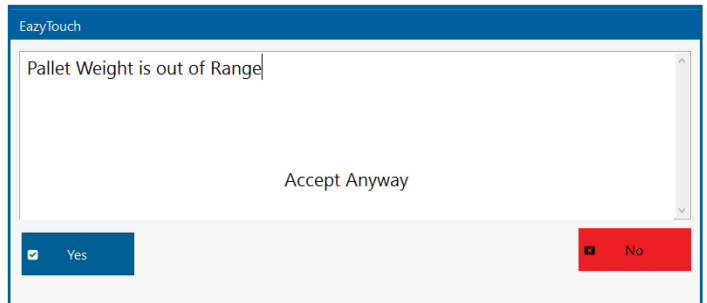 EazyTouch
Pallet Weight is out of Range
Accept Anyway
Yes
No